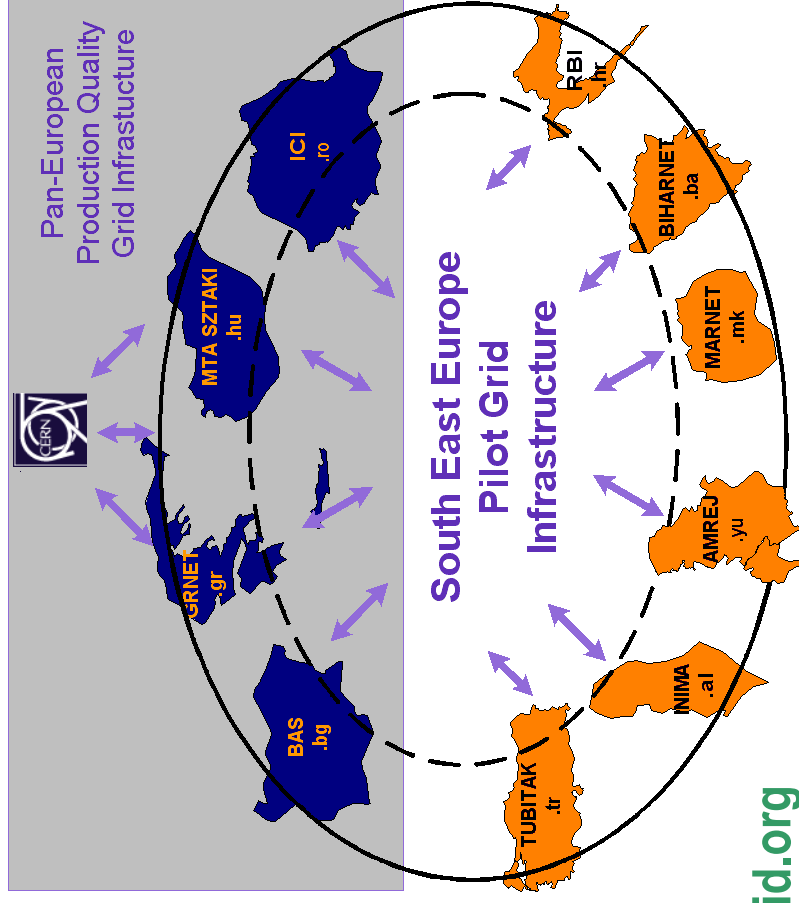 Pan-European
Production Quality
Grid Infrastucture
CERN
BAS
.bg
GRNET
.gr
MTA SZTAKI
.hu
ICI
.ro
South East Europe
Pilot Grid
Infrastructure
TUBITAK
.tr
INIMA
.al
AMREJ
.yu
MARNET
.mk
BIHARNET
.ba
RBI
.hr
id.org